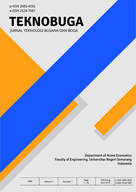 p-ISSN 2085-4056
e-ISSN 2528-7087
TEKNOBUGA
JURNAL TEKNOLOGI BUSANA DAN BOGA
Department of Home Economics
Faculty of Engineering, Universitas Negeri Semarang
Indonesia